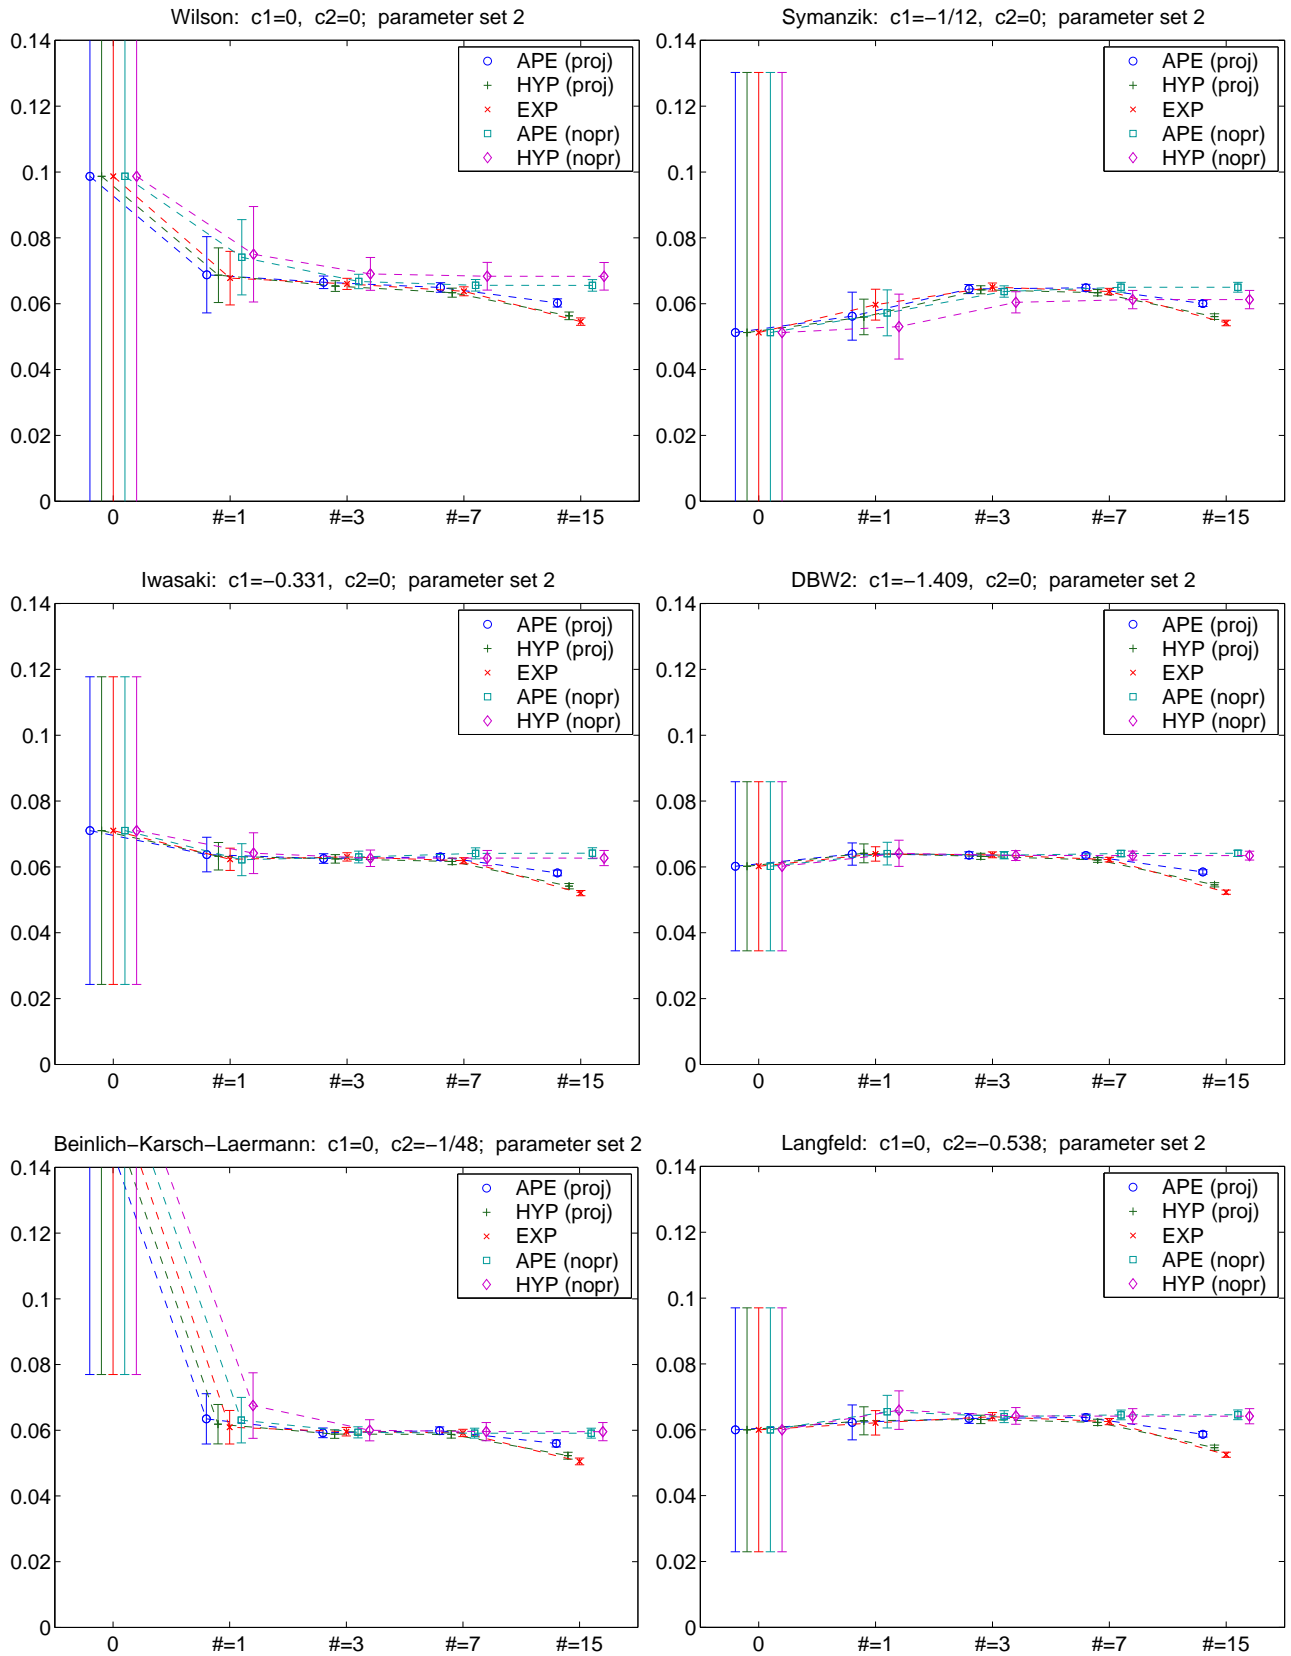 Wilson: c1=0, c2=0; parameter set 2
0.14
0.12
0.1
0.08
0.06
0.04
0.02
0
0 #=1 #=3 #=7 #=15
APE (proj)
HYP (proj)
EXP
APE (nopr)
HYP (nopr)
Symanzik: c1=−1/12, c2=0; parameter set 2
0.14
0.12
0.1
0.08
0.06
0.04
0.02
0
0 #=1 #=3 #=7 #=15
APE (proj)
HYP (proj)
EXP
APE (nopr)
HYP (nopr)
Iwasaki: c1=−0.331, c2=0; parameter set 2
0.14
0.12
0.1
0.08
0.06
0.04
0.02
0
0 #=1 #=3 #=7 #=15
APE (proj)
HYP (proj)
EXP
APE (nopr)
HYP (nopr)
DBW2: c1=−1.409, c2=0; parameter set 2
0.14
0.12
0.1
0.08
0.06
0.04
0.02
0
0 #=1 #=3 #=7 #=15
APE (proj)
HYP (proj)
EXP
APE (nopr)
HYP (nopr)
Beinlich−Karsch−Laermann: c1=0, c2=−1/48; parameter set 2
0.14
0.12
0.1
0.08
0.06
0.04
0.02
0
0 #=1 #=3 #=7 #=15
APE (proj)
HYP (proj)
EXP
APE (nopr)
HYP (nopr)
Langfeld: c1=0, c2=−0.538; parameter set 2
0.14
0.12
0.1
0.08
0.06
0.04
0.02
0
0 #=1 #=3 #=7 #=15
APE (proj)
HYP (proj)
EXP
APE (nopr)
HYP (nopr)